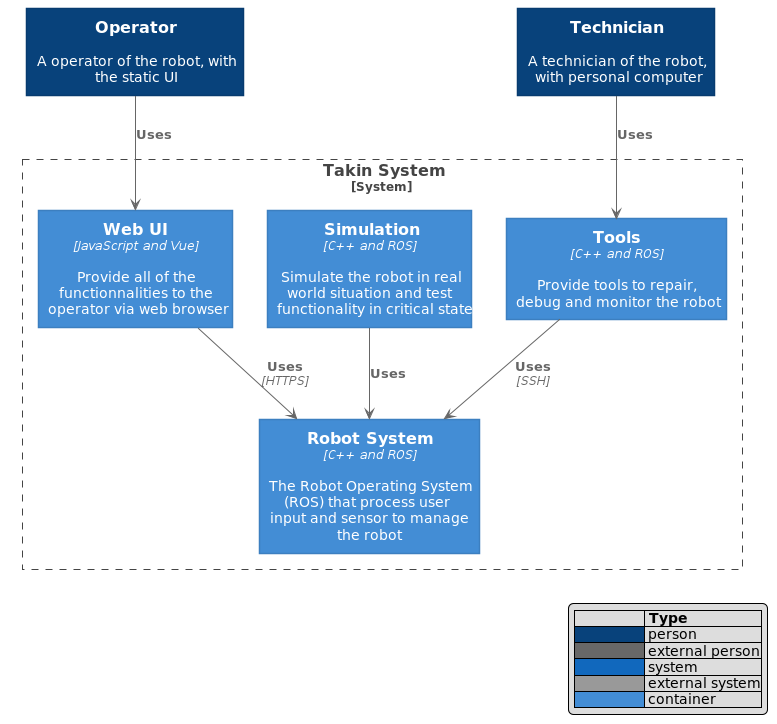 Operator
A operator of the robot, with
the static UI
Technician
A technician of the robot,
with personal computer
Uses
Uses
Takin System
[System]
Web UI
[JavaScript and Vue]
Provide all of the
functionnalities to the
operator via web browser
Simulation
[C++ and ROS]
Simulate the robot in real
world situation and test
functionality in critical state
Tools
[C++ and ROS]
Provide tools to repair,
debug and monitor the robot
Uses
[HTTPS]
Uses
Uses
[SSH]
Robot System
[C++ and ROS]
The Robot Operating System
(ROS) that process user
input and sensor to manage
the robot
Type
person
external person
system
external system
container